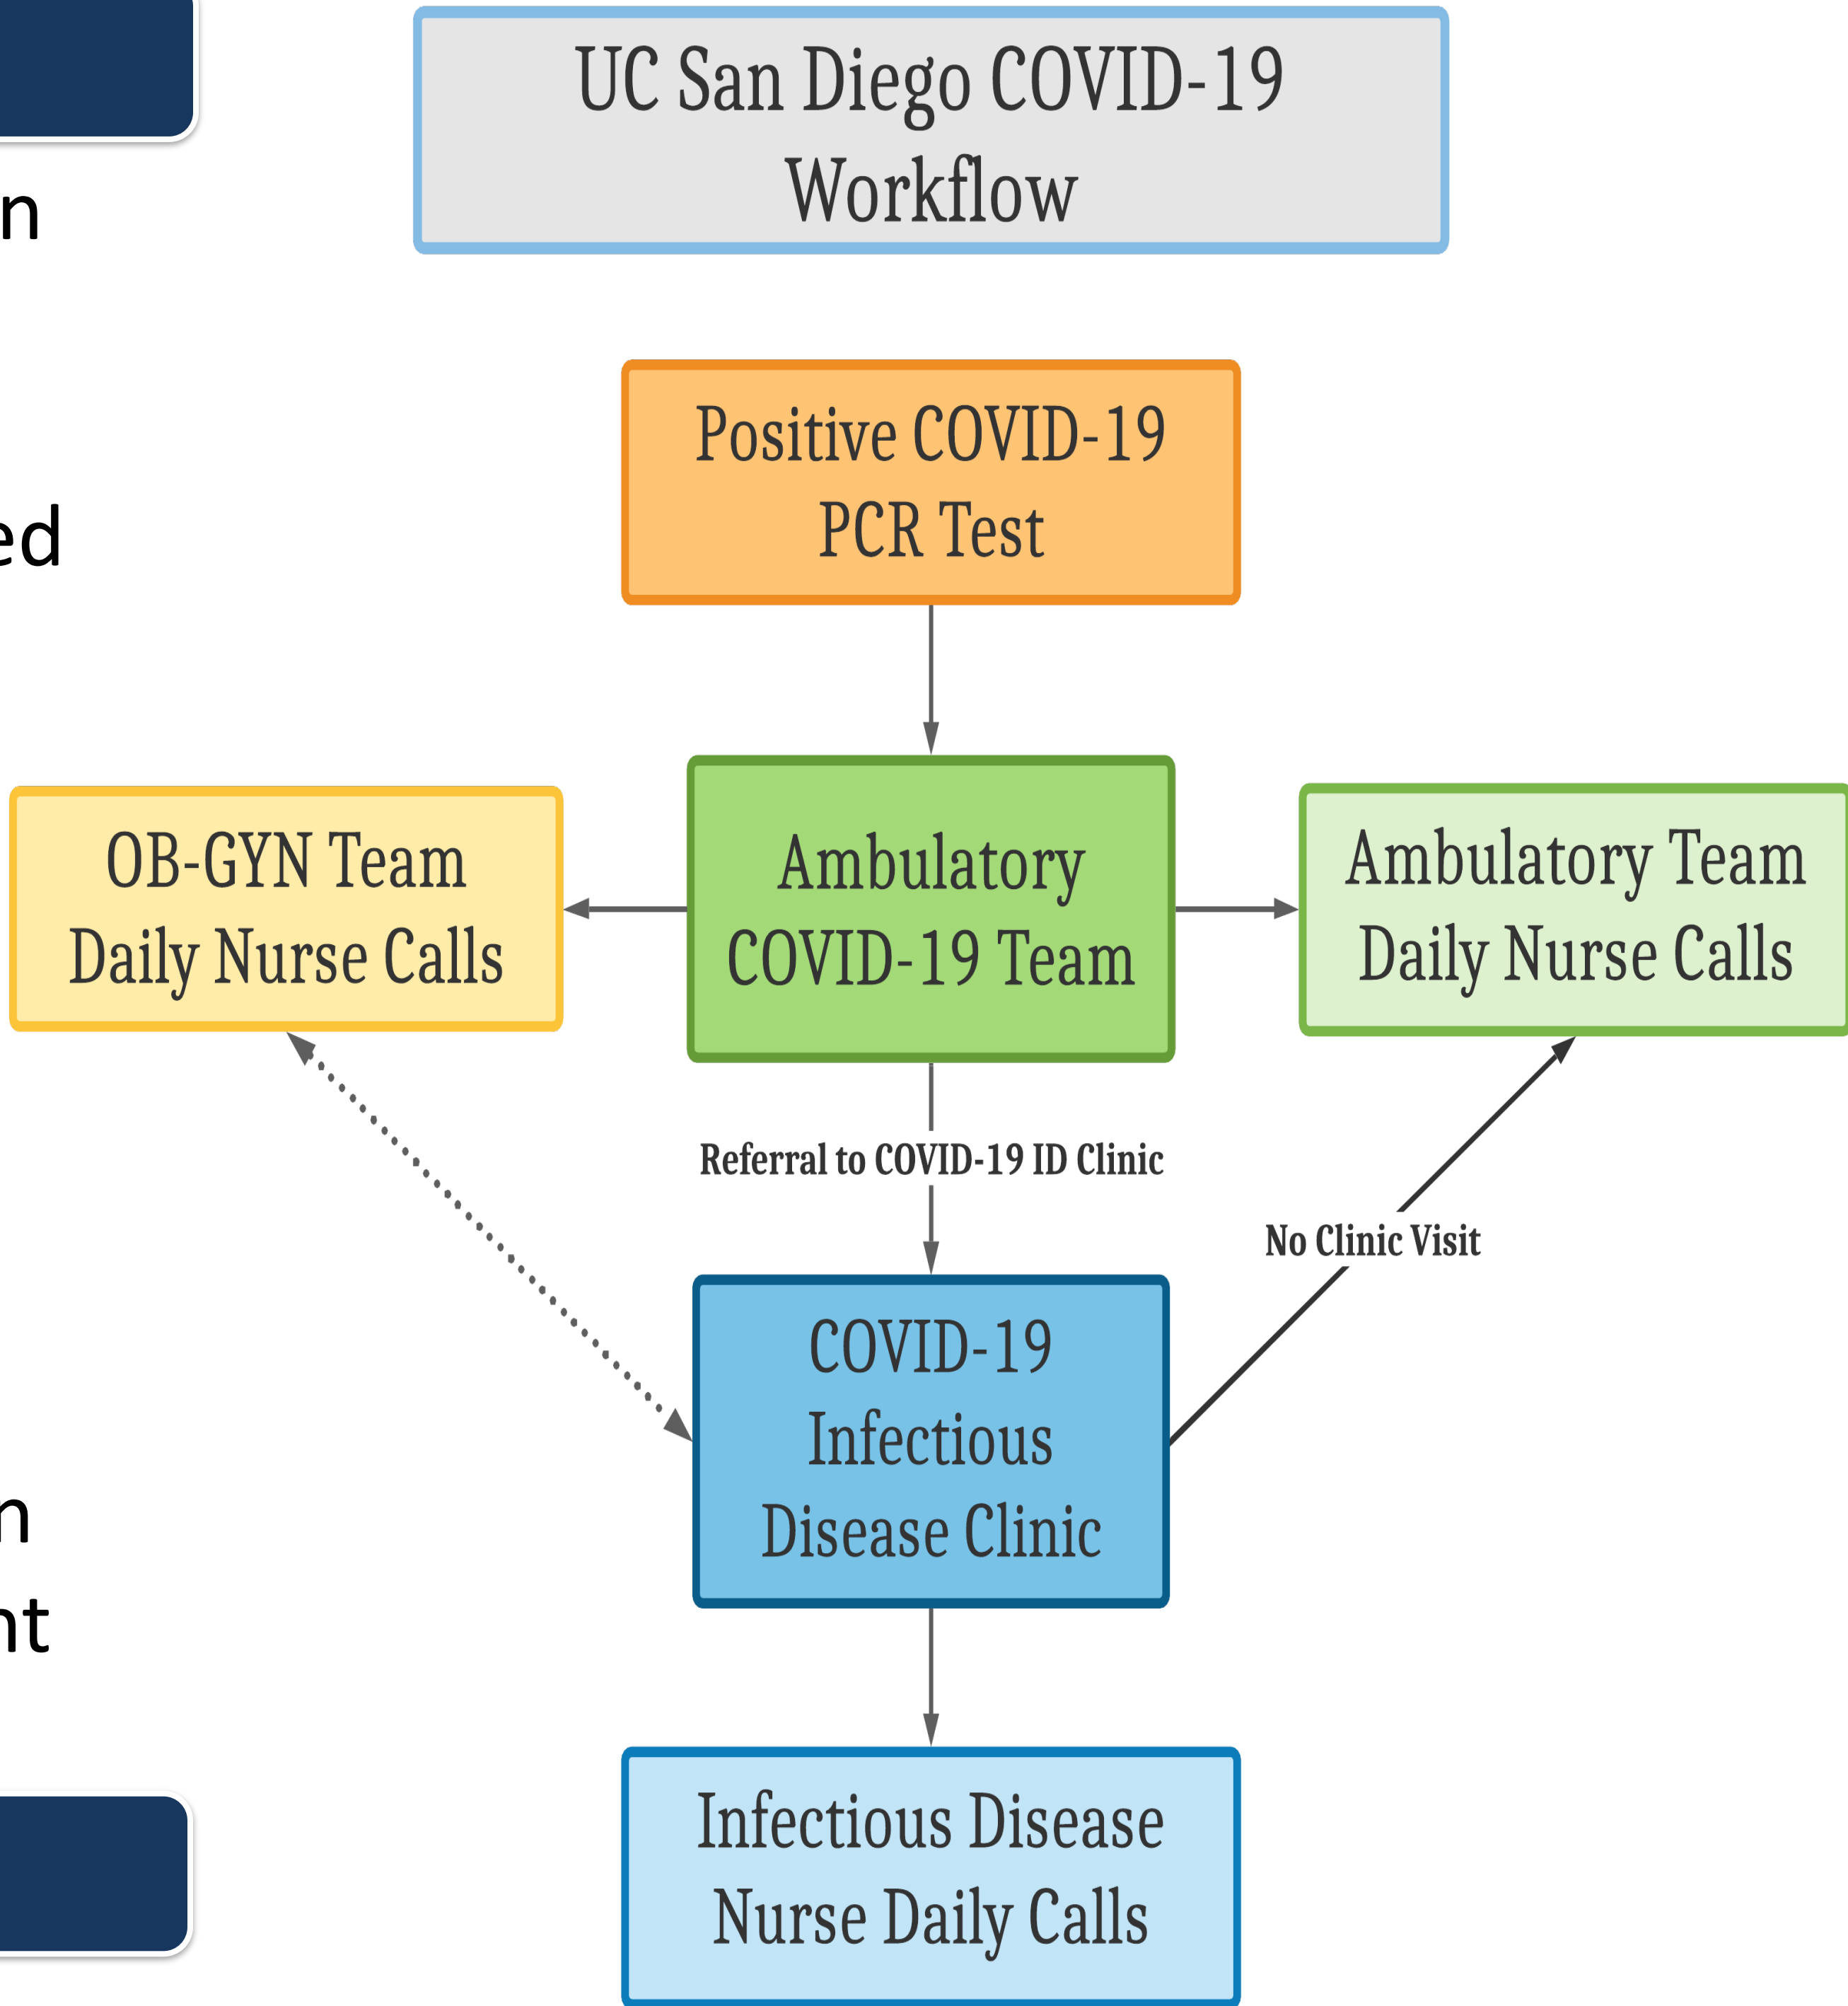 UC San Diego COVID-19
Workflow
Positive COVID-19
PCR Test
OB-GYN Team
Daily Nurse Calls
Ambulatory
COVID-19 Team
Ambulatory Team
Daily Nurse Calls
Referral to COVID-19 ID Clinic
No Clinic Visit
COVID-19
Infectious
Disease Clinic
Infectious Disease
Nurse Daily Calls